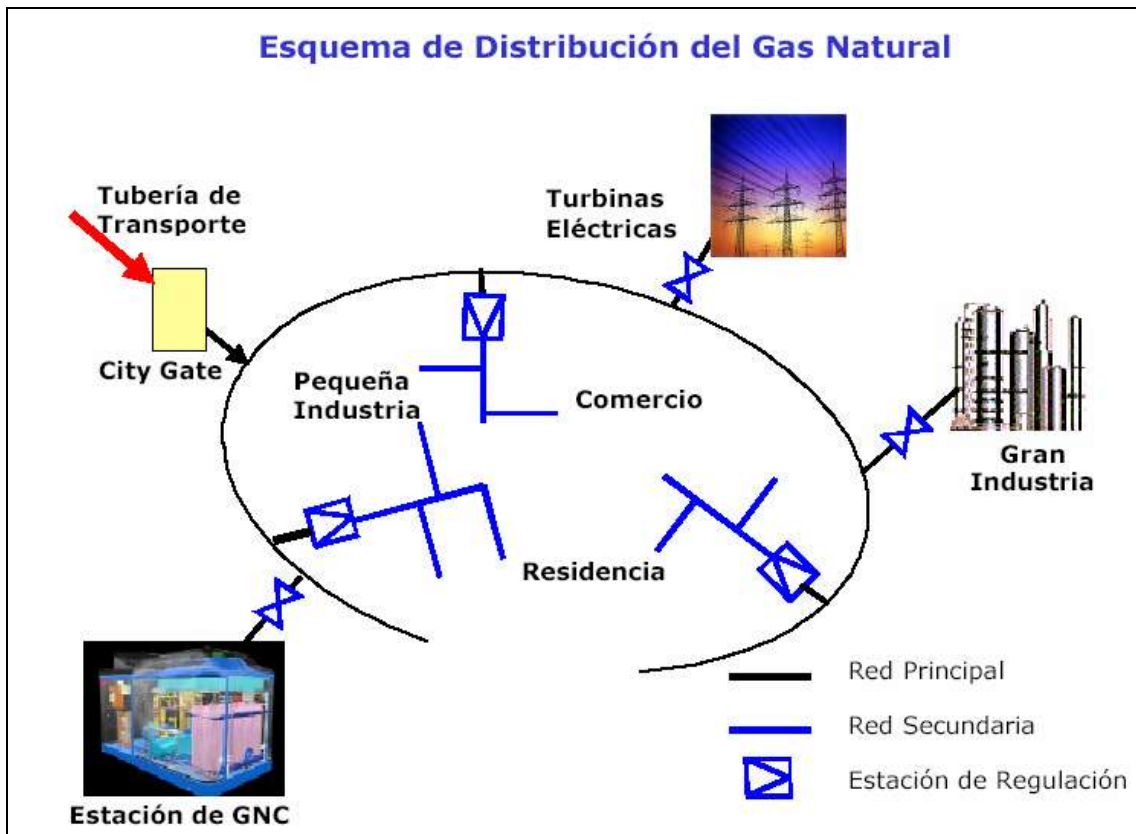 Esquema de Distribución del Gas Natural
Tubería de
Transporte
Turbinas
Eléctricas
City Gate
Pequeña
Industria
Comercio
Gran
Industria
Residencia
Estación de GNC
Red Principal
Red Secundaria
Estación de Regulación